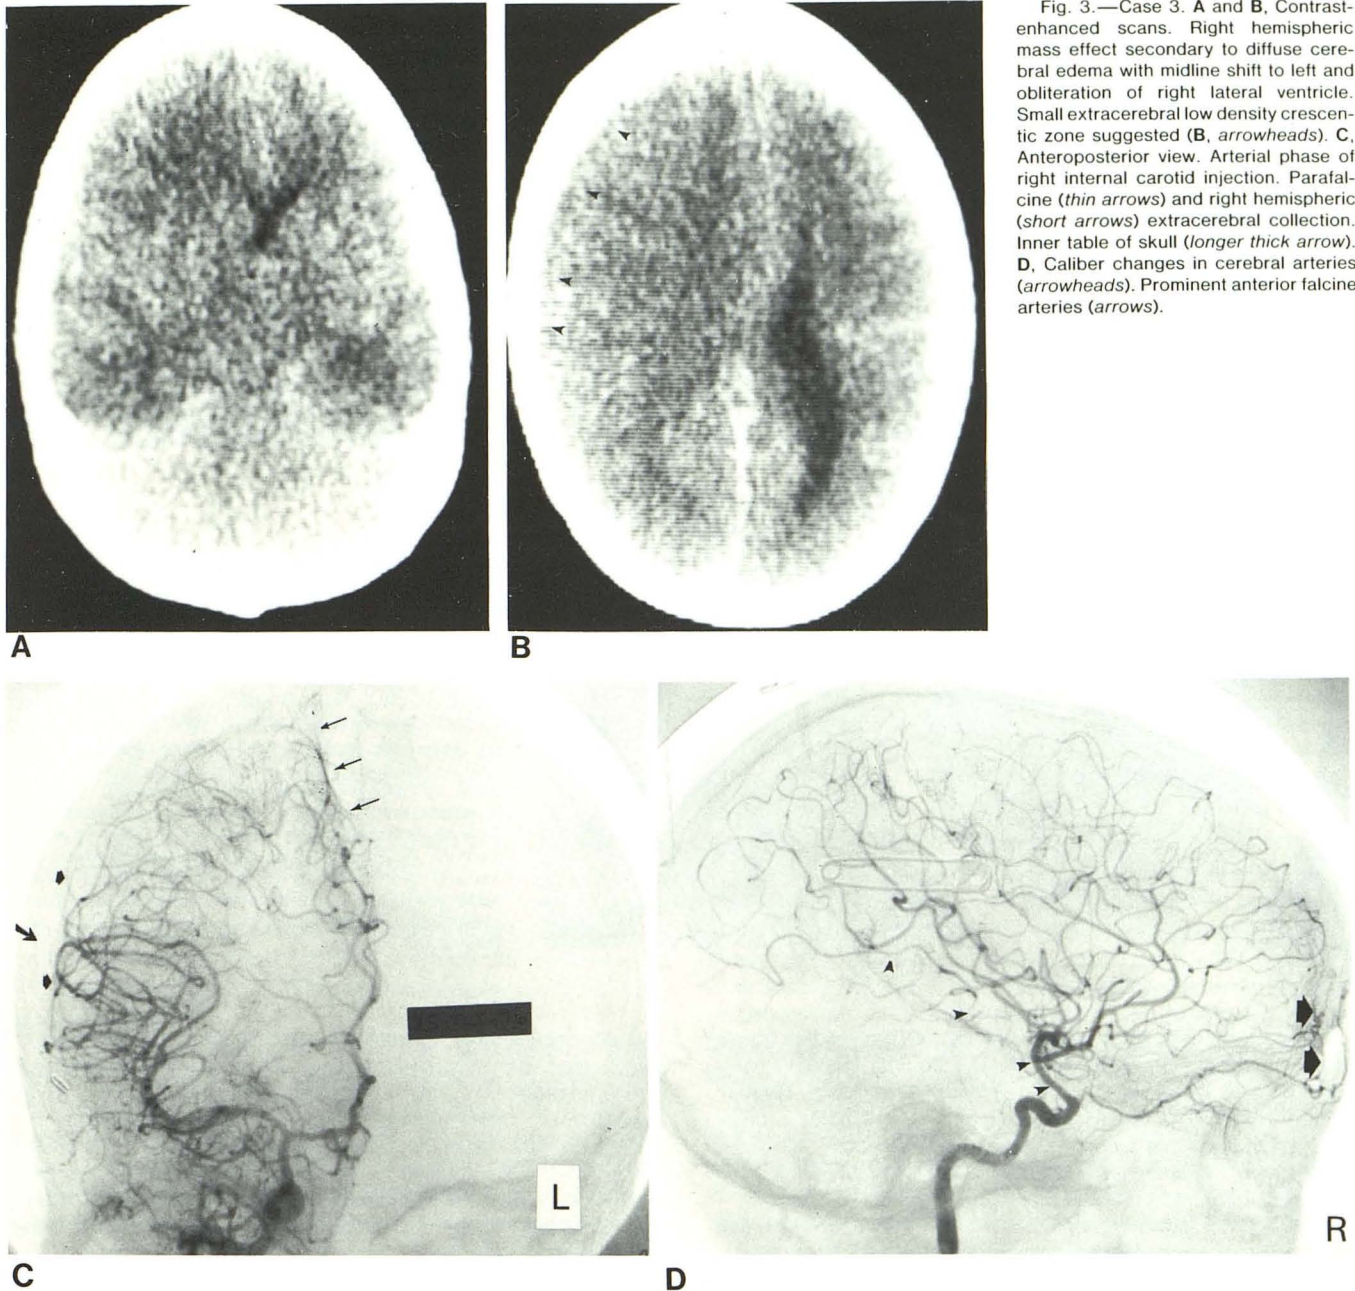 Fig. 3.—Case 3. A and B, Contrast-
enhanced scans. Right hemispheric
mass effect secondary to diffuse cere-
bral edema with midline shift to left and
obliteration of right lateral ventricle.
Small extracerebral low density crescen-
tic zone suggested (B, arrowheads). C,
Anteroposterior view. Arterial phase of
right internal carotid injection. Parafal-
cine (thin arrows) and right hemispheric
(short arrows) extracerebral collection.
Inner table of skull (longer thick arrow).
D, Caliber changes in cerebral arteries
(arrowheads). Prominent anterior falcine
arteries (arrows).
A
B
L
R
C
D